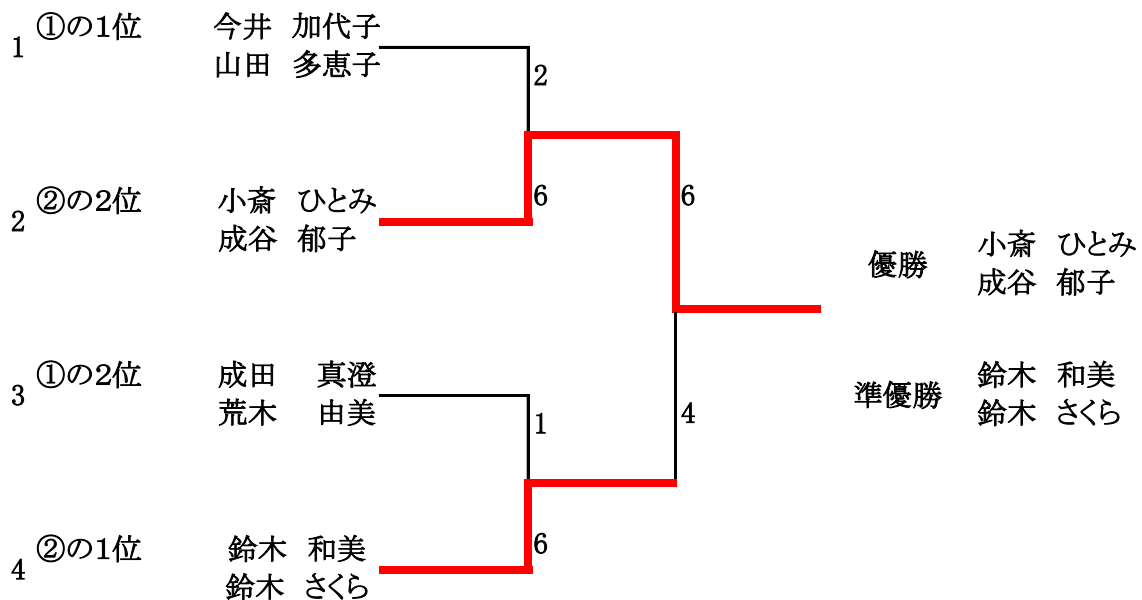 ①の1位 今井 加代子
1
山田 多恵子
2
②の2位 小斎 ひとみ
6
6
2
成谷 郁子
優勝
小斎 ひとみ
成谷 郁子
①の2位 成田 真澄
3
荒木 由美
1
4
準優勝
鈴木 和美
鈴木 さくら
②の1位 鈴木 和美
6
4
鈴木 さくら